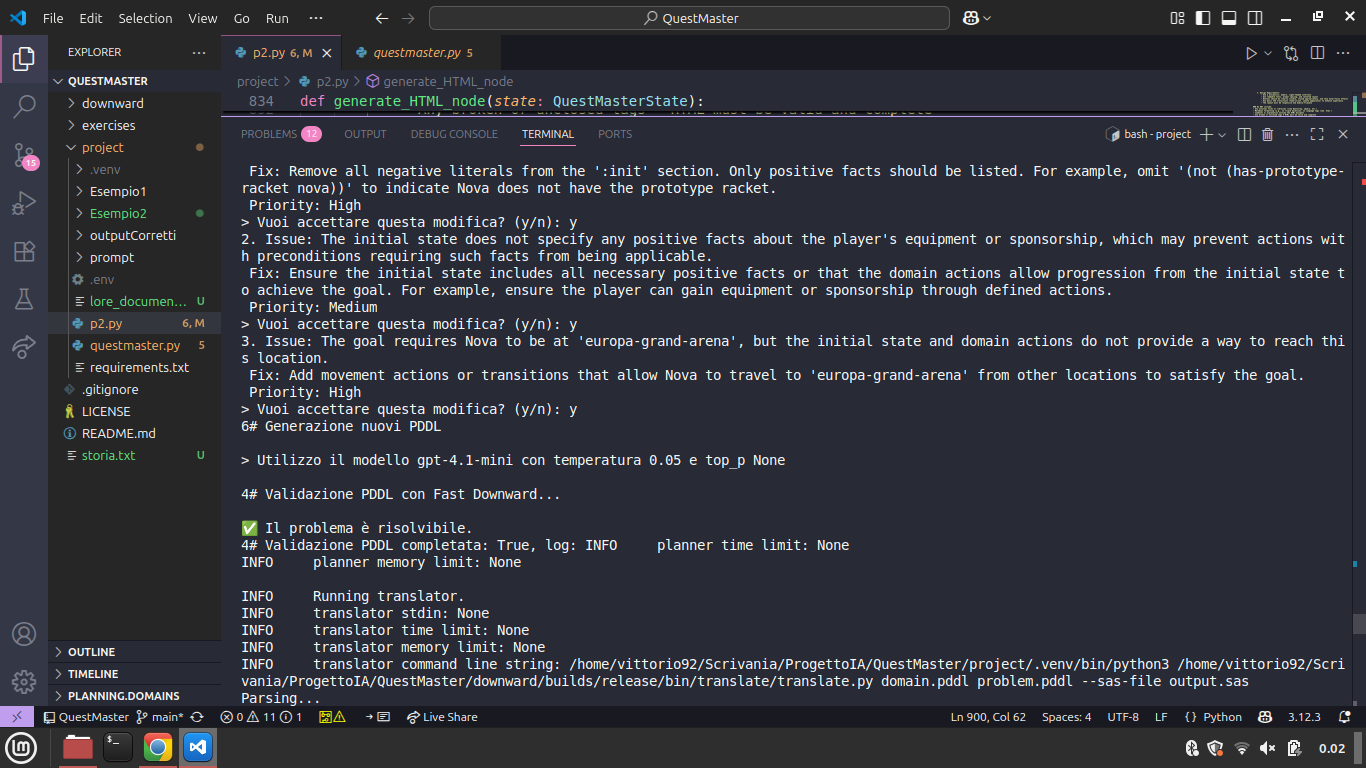 File Edit Selection View Go Run ··· QuestMaster
EXPLORER ···
QUESTMASTER
downward
exercises
project
.venv
Esempio1
Esempio2
outputCorretti
prompt
.env
lore_documen... U
p2.py 6, M
questmaster.py 5
requirements.txt
.gitignore
LICENSE
README.md
storia.txt U
OUTLINE
TIMELINE
PLANNING.DOMAINS
15
p2.py 6, M questmaster.py 5
project > p2.py > generate_HTML_node
834 def generate_HTML_node(state: QuestMasterState):
PROBLEMS 12 OUTPUT DEBUG CONSOLE TERMINAL PORTS bash - project
Fix: Remove all negative literals from the ':init' section. Only positive facts should be listed. For example, omit '(not (has-prototype-
racket nova))' to indicate Nova does not have the prototype racket.
Priority: High
> Vuoi accettare questa modifica? (y/n): y
2. Issue: The initial state does not specify any positive facts about the player's equipment or sponsorship, which may prevent actions wit
h preconditions requiring such facts from being applicable.
Fix: Ensure the initial state includes all necessary positive facts or that the domain actions allow progression from the initial state t
o achieve the goal. For example, ensure the player can gain equipment or sponsorship through defined actions.
Priority: Medium
> Vuoi accettare questa modifica? (y/n): y
3. Issue: The goal requires Nova to be at 'europa-grand-arena', but the initial state and domain actions do not provide a way to reach thi
s location.
Fix: Add movement actions or transitions that allow Nova to travel to 'europa-grand-arena' from other locations to satisfy the goal.
Priority: High
> Vuoi accettare questa modifica? (y/n): y
6# Generazione nuovi PDDL
> Utilizzo il modello gpt-4.1-mini con temperatura 0.05 e top_p None
4# Validazione PDDL con Fast Downward...
✅ Il problema è risolvibile.
4# Validazione PDDL completata: True, log: INFO planner time limit: None
INFO planner memory limit: None
INFO Running translator.
INFO translator stdin: None
INFO translator time limit: None
INFO translator memory limit: None
INFO translator command line string: /home/vittorio92/Scrivania/ProgettoIA/QuestMaster/project/.venv/bin/python3 /home/vittorio92/Scri
vania/ProgettoIA/QuestMaster/downward/builds/release/bin/translate/translate.py domain.pddl problem.pddl --sas-file output.sas
Parsing...
QuestMaster main* 0 11 1 Live Share Ln 900, Col 62 Spaces: 4 UTF-8 LF {} Python 3.12.3
0.02